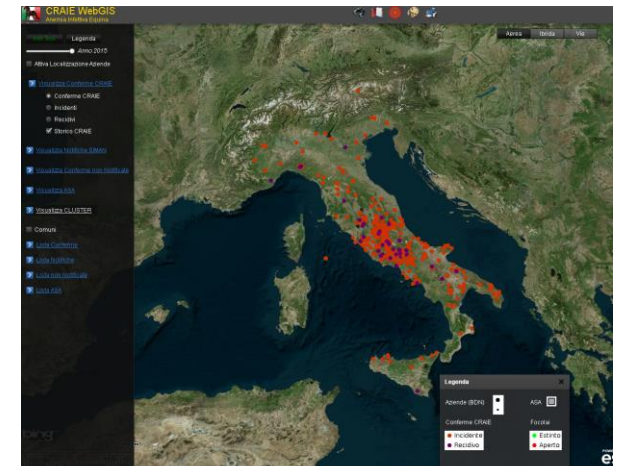 CRAIE WebGIS
Anemia Infettiva Equina
Legenda
Anno 2015
Attiva Localizzazione Aziende
Visualizza Conferme CRAIE
Conferme CRAIE
Incidenti
Recidivi
Storico CRAIE
Visualizza Notifiche SIMAN
Visualizza Conferme non Notificate
Visualizza ASA
Visualizza CLUSTER
Comuni
Lista Conferme
Lista Notifiche
Lista non Notificate
Lista ASA
Aerea
Ibrida
Vie
Legenda
Aziende (BDN)
ASA
Conferme CRAIE
Focolai
Incidente
Recidivo
Estinto
Aperto
bing